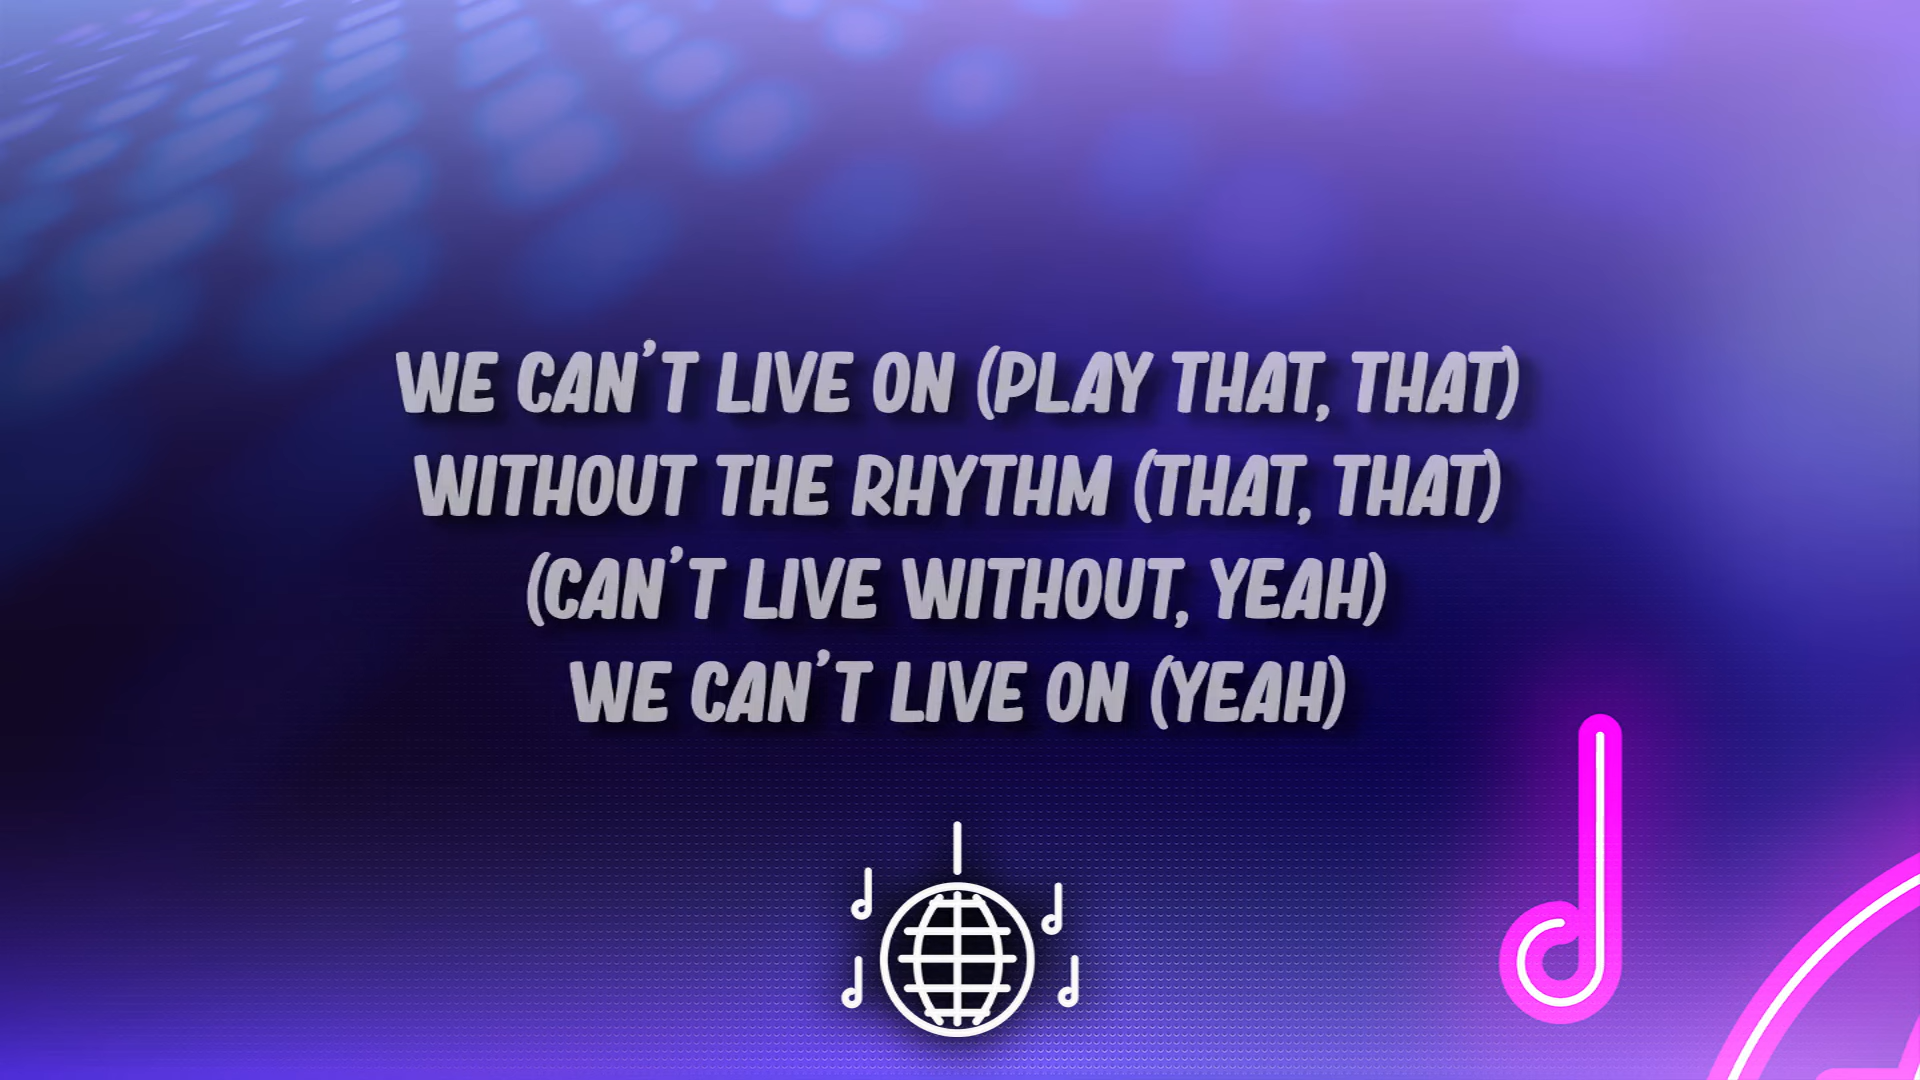 WE CAN'T LIVE ON (PLAY THAT, THAT)
WITHOUT THE RHYTHM (THAT, THAT)
(CAN'T LIVE WITHOUT, YEAH)
WE CAN'T LIVE ON (YEAH)